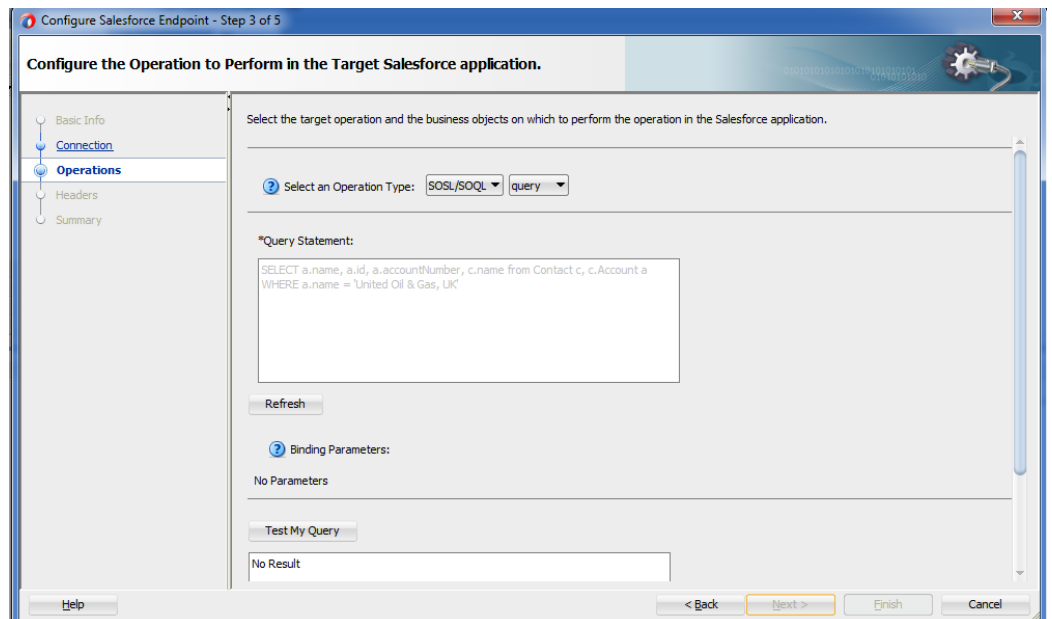 Configure Salesforce Endpoint - Step 3 of 5
x
Configure the Operation to Perform in the Target Salesforce application.
Basic Info
Connection
Operations
Headers
Summary
Select the target operation and the business objects on which to perform the operation in the Salesforce application.
? Select an Operation Type: SOSL/SOQL query
*Query Statement:
SELECT a.name, a.id, a.accountNumber, c.name from Contact c, c.Account a
WHERE a.name = 'United Oil & Gas, UK'
Refresh
? Binding Parameters:
No Parameters
Test My Query
No Result
Help
< Back
Next >
Finish
Cancel